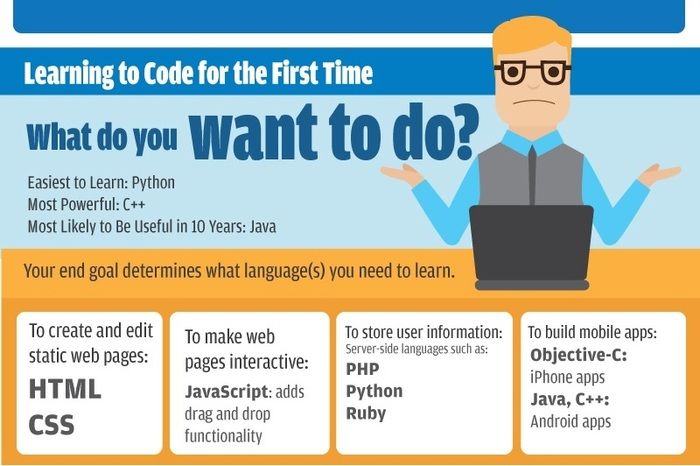 Learning to Code for the First Time
What do you want to do?
Easiest to Learn: Python
Most Powerful: C++
Most Likely to Be Useful in 10 Years: Java
Your end goal determines what language(s) you need to learn.
To create and edit
static web pages:
HTML
CSS
To make web
pages interactive:
JavaScript: adds
drag and drop
functionality
To store user information:
Server-side languages such as:
PHP
Python
Ruby
To build mobile apps:
Objective-C:
iPhone apps
Java, C++:
Android apps